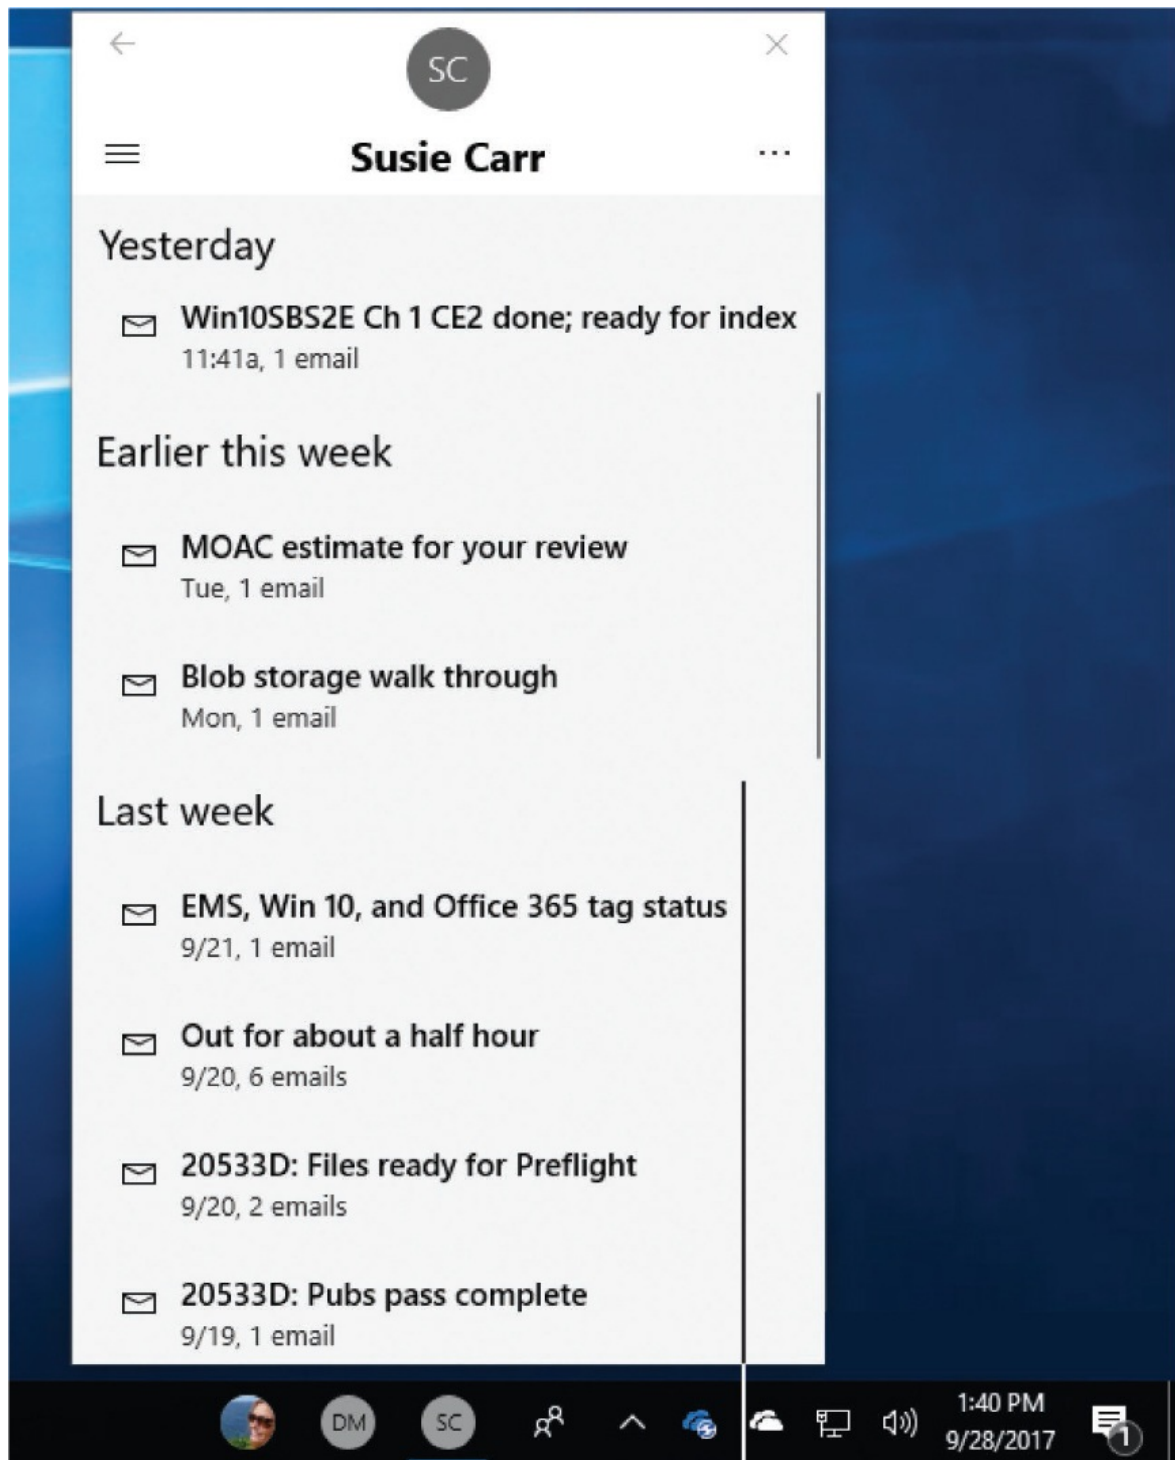 SC
Susie Carr
Yesterday
Win10SBS2E Ch 1 CE2 done; ready for index
11:41a, 1 email
Earlier this week
MOAC estimate for your review
Tue, 1 email
Blob storage walk through
Mon, 1 email
Last week
EMS, Win 10, and Office 365 tag status
9/21, 1 email
Out for about a half hour
9/20, 6 emails
20533D: Files ready for Preflight
9/20, 2 emails
20533D: Pubs pass complete
9/19, 1 email
DM
SC
1:40 PM
9/28/2017
1